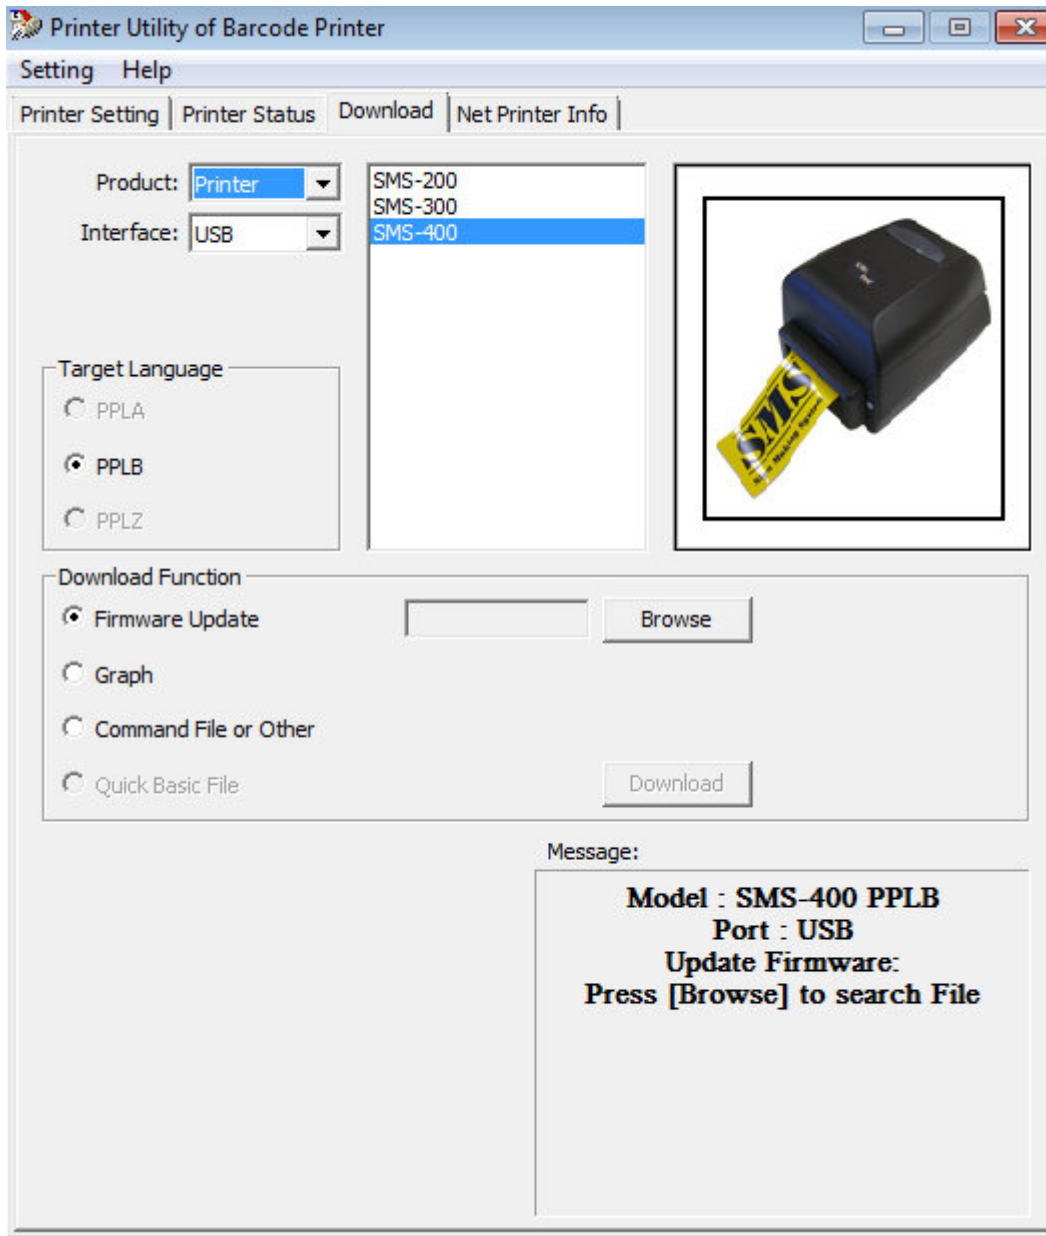 Printer Utility of Barcode Printer
Setting Help
Printer Setting Printer Status Download Net Printer Info
Product: Printer
Interface: USB
SMS-200
SMS-300
SMS-400
SMS
Sign Making System
Target Language
PPLA
PPLB
PPLZ
Download Function
Firmware Update Browse
Graph
Command File or Other
Quick Basic File Download
Message:
Model : SMS-400 PPLB
Port : USB
Update Firmware:
Press [Browse] to search File